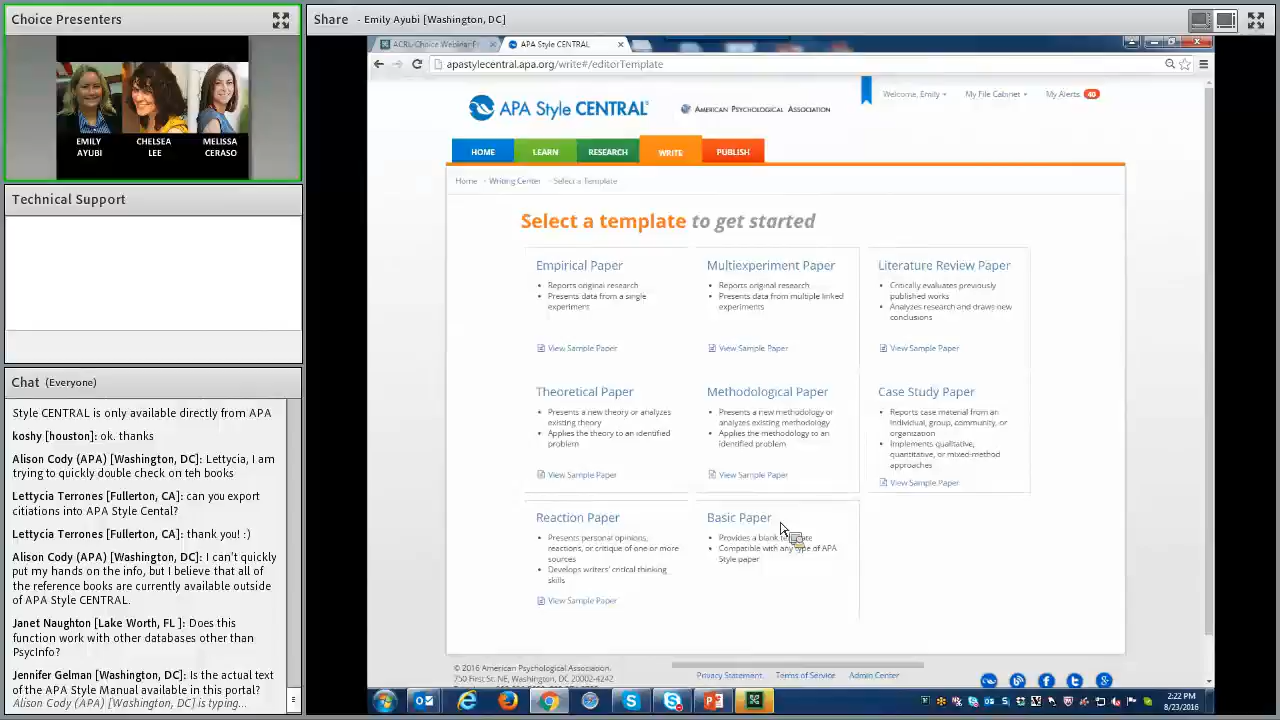 Choice Presenters
EMILY AYUBI
CHELSEA LEE
MELISSA CERASO
Technical Support
Chat (Everyone)
Style CENTRAL is only available directly from APA
koshy [houston]: ok. thanks
Alison Cody (APA) [Washington, DC]: Lettycia, I am
trying to quickly double check on teh books
Lettycia Terrones [Fullerton, CA]: can you export
citiations into APA Style Cental?
Lettycia Terrones [Fullerton, CA]: thank you! :)
Alison Cody (APA) [Washington, DC]: I can't quickly
put my hands on the info, but I believe that all of
the reference books are currently available outside
of APA Style CENTRAL.
Janet Naughton [Lake Worth, FL ]: Does this
function work with other databases other than
PsycInfo?
Jennifer Gelman [Washington, DC]: Is the actual text
of the APA Style Manual available in this portal?
Alison Cody (APA) [Washington, DC] is typing...
Share - Emily Ayubi [Washington, DC]
ACRL-Choice Webinar
APA Style CENTRAL
apastylecentral.apa.org/write#/editorTemplate
APA Style CENTRAL
AMERICAN PSYCHOLOGICAL ASSOCIATION
Welcome, Emily
My File Cabinet
My Alerts 40
HOME
LEARN
RESEARCH
WRITE
PUBLISH
Home
Writing Center
Select a Template
Select a template to get started
Empirical Paper
Reports original research
Presents data from a single
experiment
View Sample Paper
Multiexperiment Paper
Reports original research
Presents data from multiple linked
experiments
View Sample Paper
Literature Review Paper
Critically evaluates previously
published works
Analyzes research and draws new
conclusions
View Sample Paper
Theoretical Paper
Presents a new theory or analyzes
existing theory
Applies the theory to an identified
problem
View Sample Paper
Methodological Paper
Presents a new methodology or
analyzes existing methodology
Applies the methodology to an
identified problem
View Sample Paper
Case Study Paper
Reports case material from an
individual, group, community, or
organization
Implements qualitative,
quantitative, or mixed-method
approaches
View Sample Paper
Reaction Paper
Presents personal opinions,
reactions, or critique of one or more
sources
Develops writers' critical thinking
skills
View Sample Paper
Basic Paper
Provides a blank
Compatible with any type of APA
Style paper
© 2016 American Psychological Association.
750 First St. NE, Washington, DC 20002-4242
Privacy Statement
Terms of Service
Admin Center
2:22 PM
8/23/2016